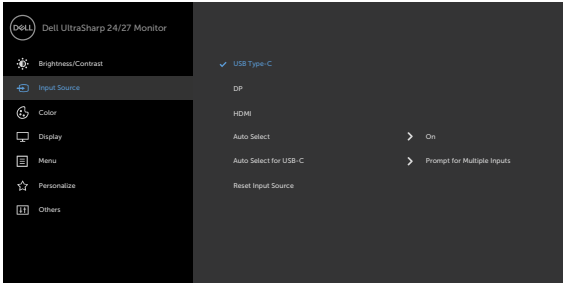 DELL Dell UltraSharp 24/27 Monitor
Brightness/Contrast
USB Type-C
Input Source
DP
Color
HDMI
Display
Auto Select
On
Menu
Auto Select for USB-C
Prompt for Multiple Inputs
Personalize
Reset Input Source
Others